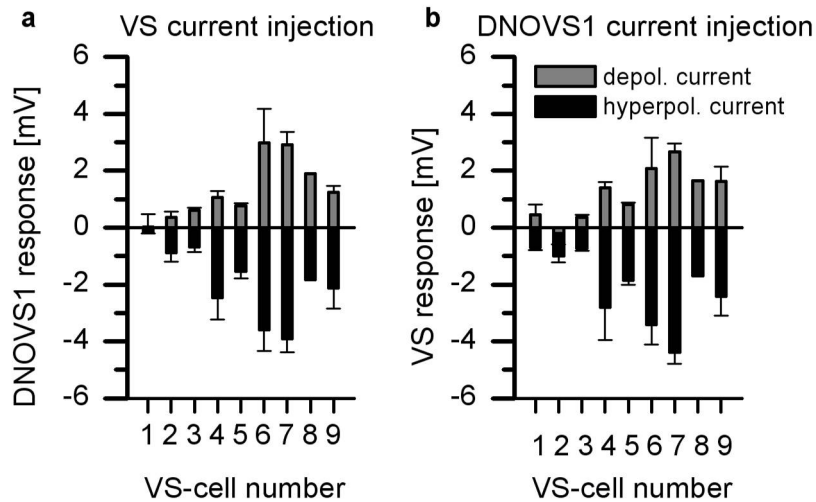 a VS current injection
DNOVS1 response [mV]
6
4
2
0
-2
-4
-6
1 2 3 4 5 6 7 8 9
VS-cell number
b DNOVS1 current injection
depol. current
hyperpol. current
VS response [mV]
6
4
2
0
-2
-4
-6
1 2 3 4 5 6 7 8 9
VS-cell number